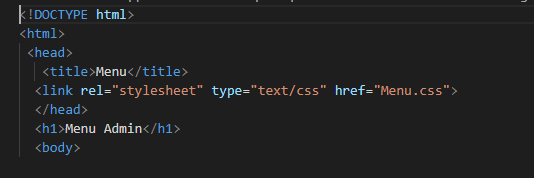 <!DOCTYPE html>
<html>
<head>
<title>Menu</title>
<link rel="stylesheet" type="text/css" href="Menu.css">
</head>
<h1>Menu Admin</h1>
<body>